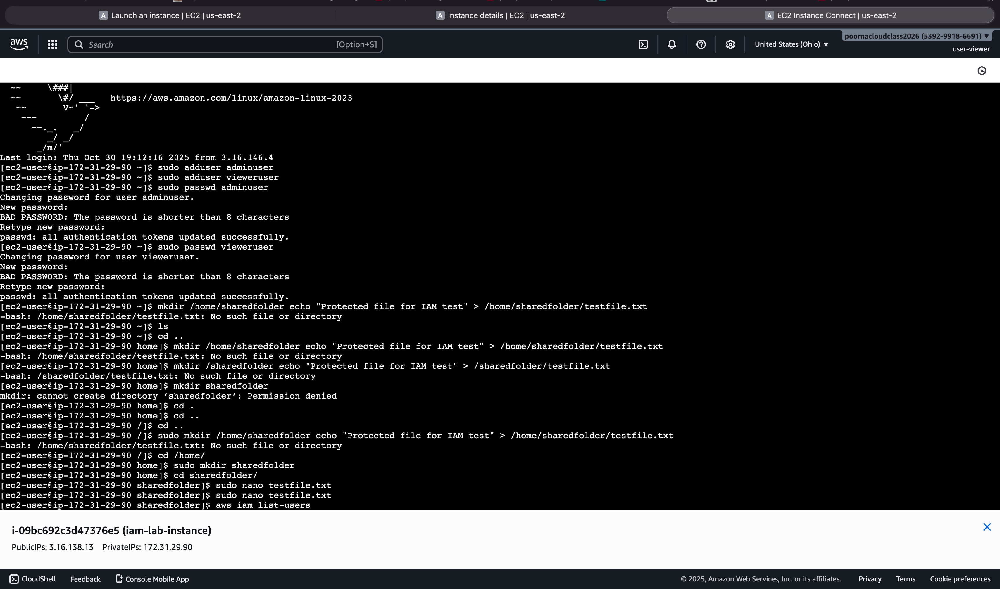 Launch an instance | EC2 | us-east-2
Instance details | EC2 | us-east-2
EC2 Instance Connect | us-east-2
aws
Search
[Option+S]
United States (Ohio)
poornacloudclass2026 (5392-9918-6691)
user-viewer
~~       \###|
~~         \#/ ___   https://aws.amazon.com/linux/amazon-linux-2023
~~         V~' '->
~~~         /
~~._.   _/
_/ _/
_/m/'
Last login: Thu Oct 30 19:12:16 2025 from 3.16.146.4
[ec2-user@ip-172-31-29-90 ~]$ sudo adduser adminuser
[ec2-user@ip-172-31-29-90 ~]$ sudo adduser vieweruser
[ec2-user@ip-172-31-29-90 ~]$ sudo passwd adminuser
Changing password for user adminuser.
New password:
BAD PASSWORD: The password is shorter than 8 characters
Retype new password:
passwd: all authentication tokens updated successfully.
[ec2-user@ip-172-31-29-90 ~]$ sudo passwd vieweruser
Changing password for user vieweruser.
New password:
BAD PASSWORD: The password is shorter than 8 characters
Retype new password:
passwd: all authentication tokens updated successfully.
[ec2-user@ip-172-31-29-90 ~]$ mkdir /home/sharedfolder echo "Protected file for IAM test" > /home/sharedfolder/testfile.txt
-bash: /home/sharedfolder/testfile.txt: No such file or directory
[ec2-user@ip-172-31-29-90 ~]$ ls
[ec2-user@ip-172-31-29-90 ~]$ cd ..
[ec2-user@ip-172-31-29-90 home]$ mkdir /home/sharedfolder echo "Protected file for IAM test" > /home/sharedfolder/testfile.txt
-bash: /home/sharedfolder/testfile.txt: No such file or directory
[ec2-user@ip-172-31-29-90 home]$ mkdir /sharedfolder echo "Protected file for IAM test" > /sharedfolder/testfile.txt
-bash: /sharedfolder/testfile.txt: No such file or directory
[ec2-user@ip-172-31-29-90 home]$ mkdir sharedfolder
mkdir: cannot create directory ‘sharedfolder’: Permission denied
[ec2-user@ip-172-31-29-90 home]$ cd .
[ec2-user@ip-172-31-29-90 home]$ cd ..
[ec2-user@ip-172-31-29-90 /]$ cd ..
[ec2-user@ip-172-31-29-90 /]$ sudo mkdir /home/sharedfolder echo "Protected file for IAM test" > /home/sharedfolder/testfile.txt
-bash: /home/sharedfolder/testfile.txt: No such file or directory
[ec2-user@ip-172-31-29-90 /]$ cd /home/
[ec2-user@ip-172-31-29-90 home]$ sudo mkdir sharedfolder
[ec2-user@ip-172-31-29-90 home]$ cd sharedfolder/
[ec2-user@ip-172-31-29-90 sharedfolder]$ sudo nano testfile.txt
[ec2-user@ip-172-31-29-90 sharedfolder]$ sudo nano testfile.txt
[ec2-user@ip-172-31-29-90 sharedfolder]$ aws iam list-users
i-09bc692c3d47376e5 (iam-lab-instance)
PublicIPs: 3.16.138.13    PrivateIPs: 172.31.29.90
CloudShell
Feedback
Console Mobile App
© 2025, Amazon Web Services, Inc. or its affiliates.
Privacy
Terms
Cookie preferences